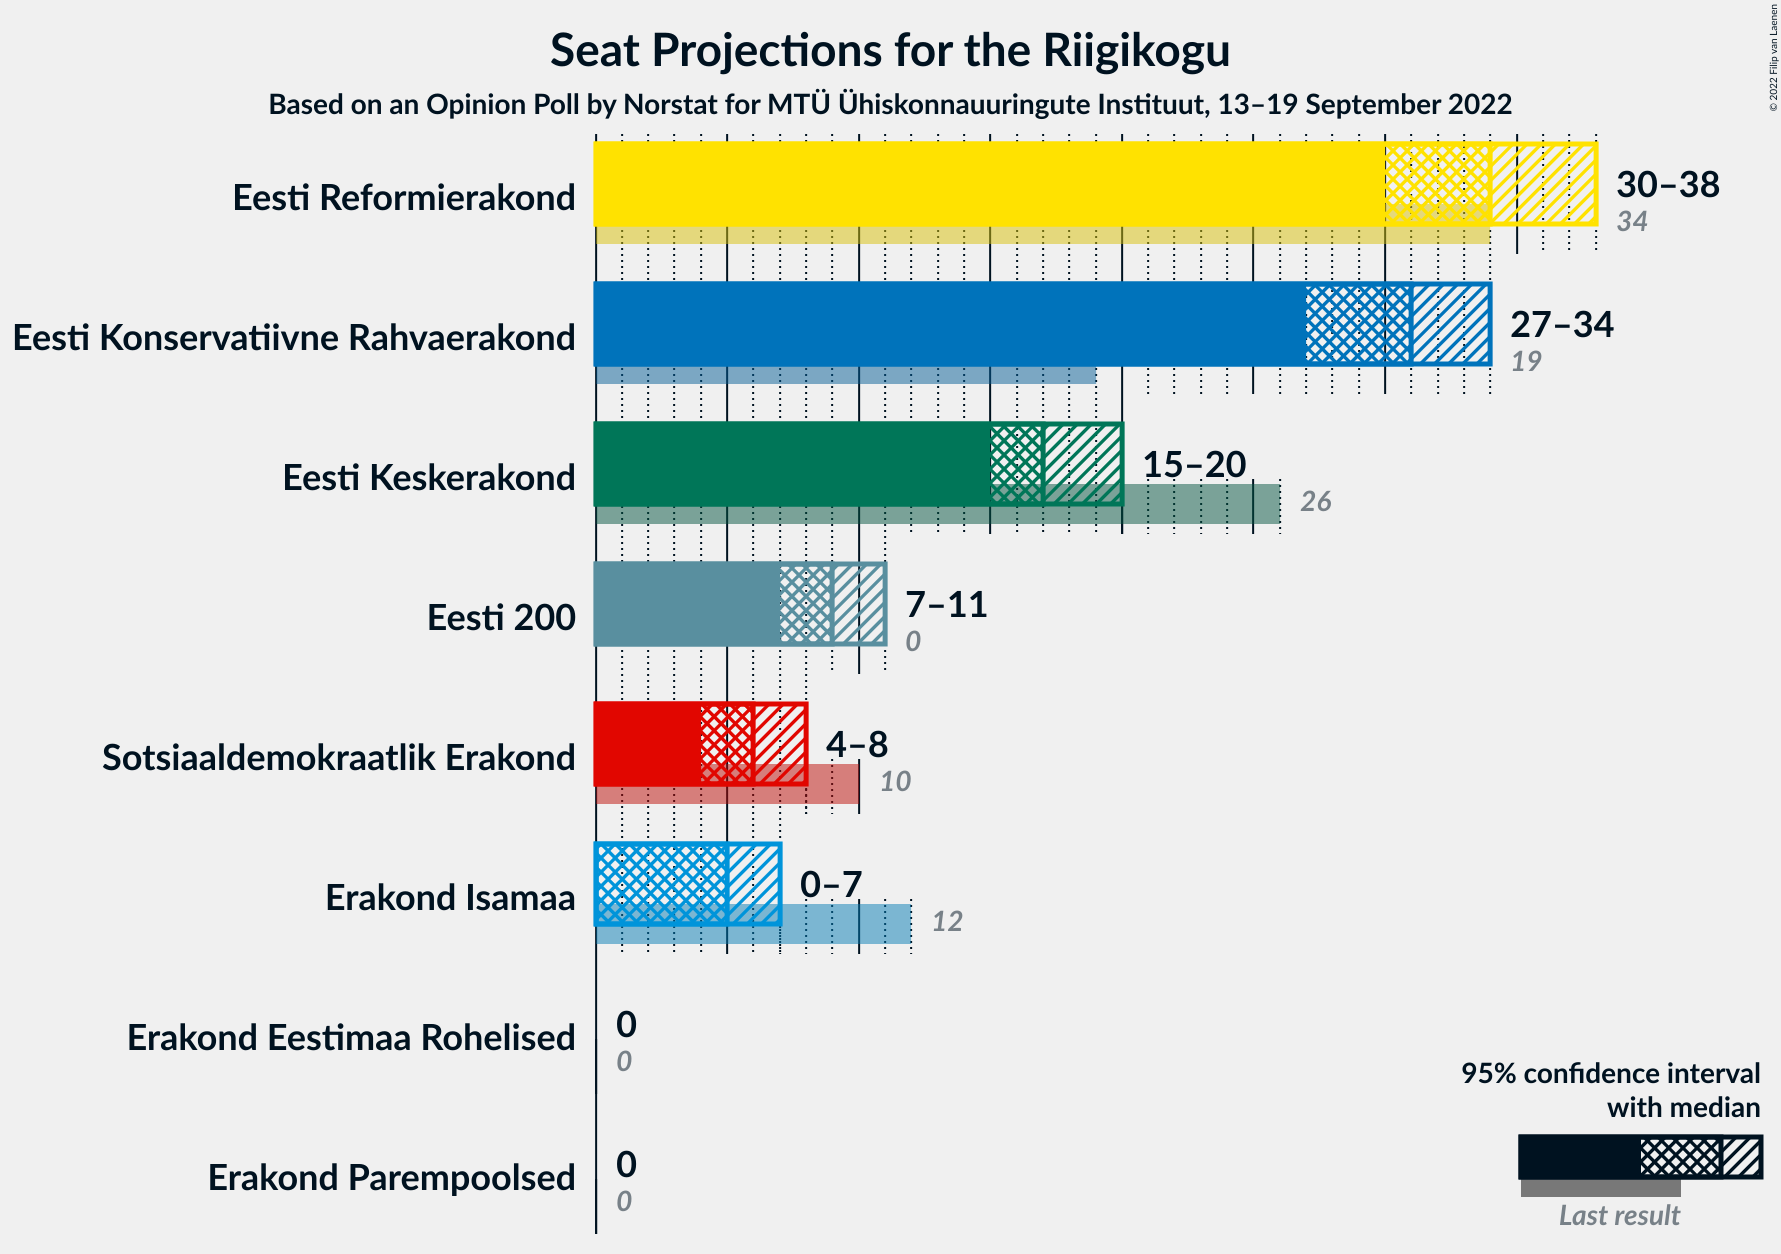 Seat Projections for the Riigikogu
Based on an Opinion Poll by Norstat for MTÜ Ühiskonnauuringute Instituut, 13–19 September 2022
© 2022 Filip van Laenen
Eesti Reformierakond
30–38
34
Eesti Konservatiivne Rahvaerakond
27–34
19
Eesti Keskerakond
15–20
26
Eesti 200
7–11
0
Sotsiaaldemokraatlik Erakond
4–8
10
Erakond Isamaa
0–7
12
Erakond Eestimaa Rohelised
0
0
Erakond Parempoolsed
0
0
95% confidence interval
with median
Last result